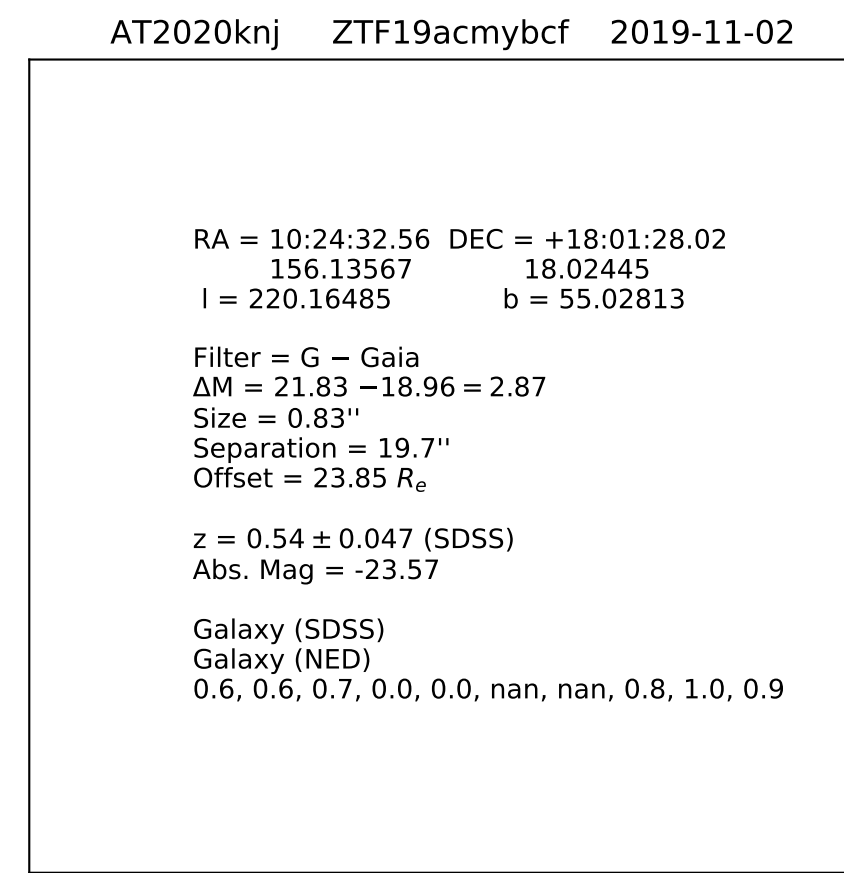 AT2020knj ZTF19acmybcf 2019-11-02
RA = 10:24:32.56 DEC = +18:01:28.02
156.13567 18.02445
l = 220.16485 b = 55.02813
Filter = G − Gaia
ΔM = 21.83 −18.96 = 2.87
Size = 0.83''
Separation = 19.7''
Offset = 23.85 Re
z = 0.54 ± 0.047 (SDSS)
Abs. Mag = -23.57
Galaxy (SDSS)
Galaxy (NED)
0.6, 0.6, 0.7, 0.0, 0.0, nan, nan, 0.8, 1.0, 0.9